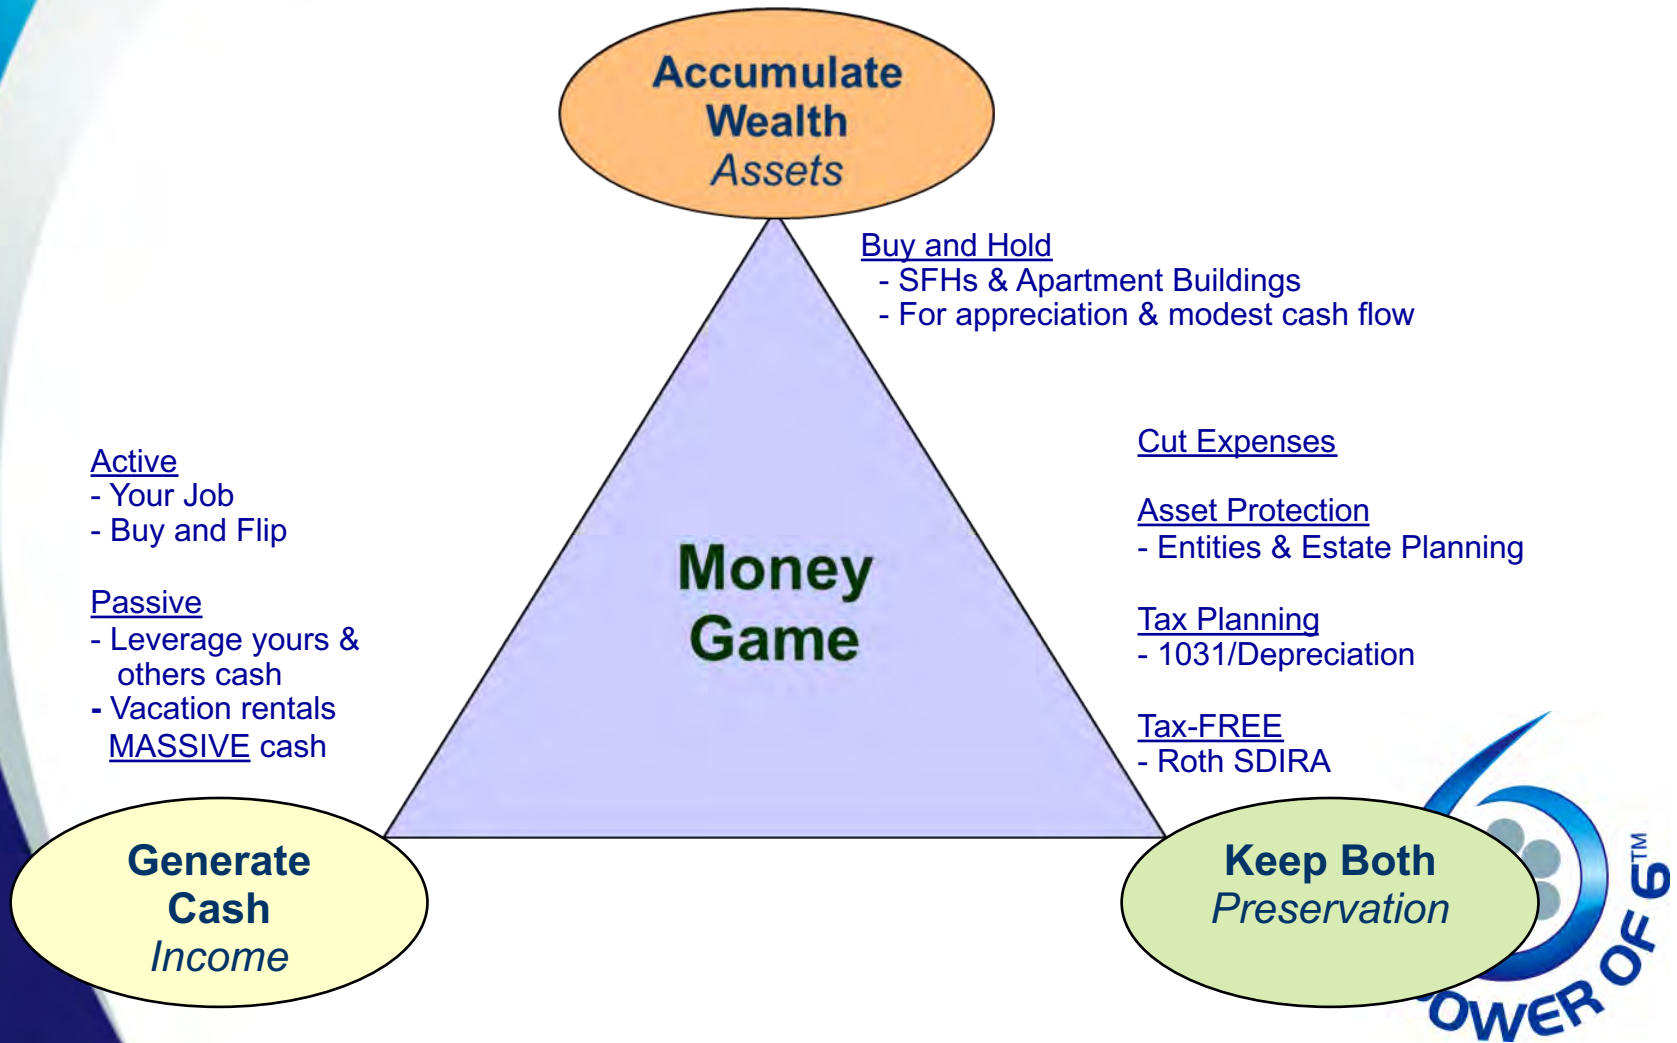 Accumulate
Wealth
Assets
Buy and Hold
- SFHs & Apartment Buildings
- For appreciation & modest cash flow
Active
- Your Job
- Buy and Flip
Passive
- Leverage yours &
others cash
- Vacation rentals
MASSIVE cash
Money
Game
Cut Expenses
Asset Protection
- Entities & Estate Planning
Tax Planning
- 1031/Depreciation
Tax-FREE
- Roth SDIRA
Generate
Cash
Income
Keep Both
Preservation
OWER OF 6™